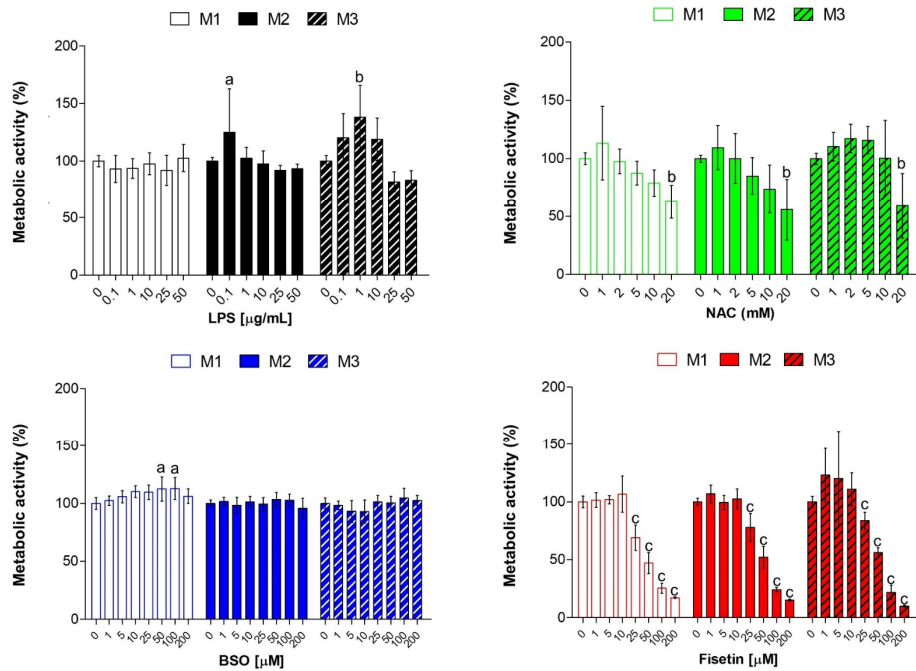 M1 M2 M3
200
150
100
50
0
Metabolic activity (%)
a
b
0 0.1 1 10 25 50 0 0.1 1 10 25 50 0 0.1 1 10 25 50
LPS [µg/mL]
M1 M2 M3
200
150
100
50
0
Metabolic activity (%)
b b b
0 1 2 5 10 20 0 1 2 5 10 20 0 1 2 5 10 20
NAC (mM)
M1 M2 M3
200
150
100
50
0
Metabolic activity (%)
a a
0 1 5 10 25 50 100 200 0 1 5 10 25 50 100 200 0 1 5 10 25 50 100 200
BSO [µM]
M1 M2 M3
200
150
100
50
0
Metabolic activity (%)
c c c c c c c c c c c c
0 1 5 10 25 50 100 200 0 1 5 10 25 50 100 200 0 1 5 10 25 50 100 200
Fisetin [µM]